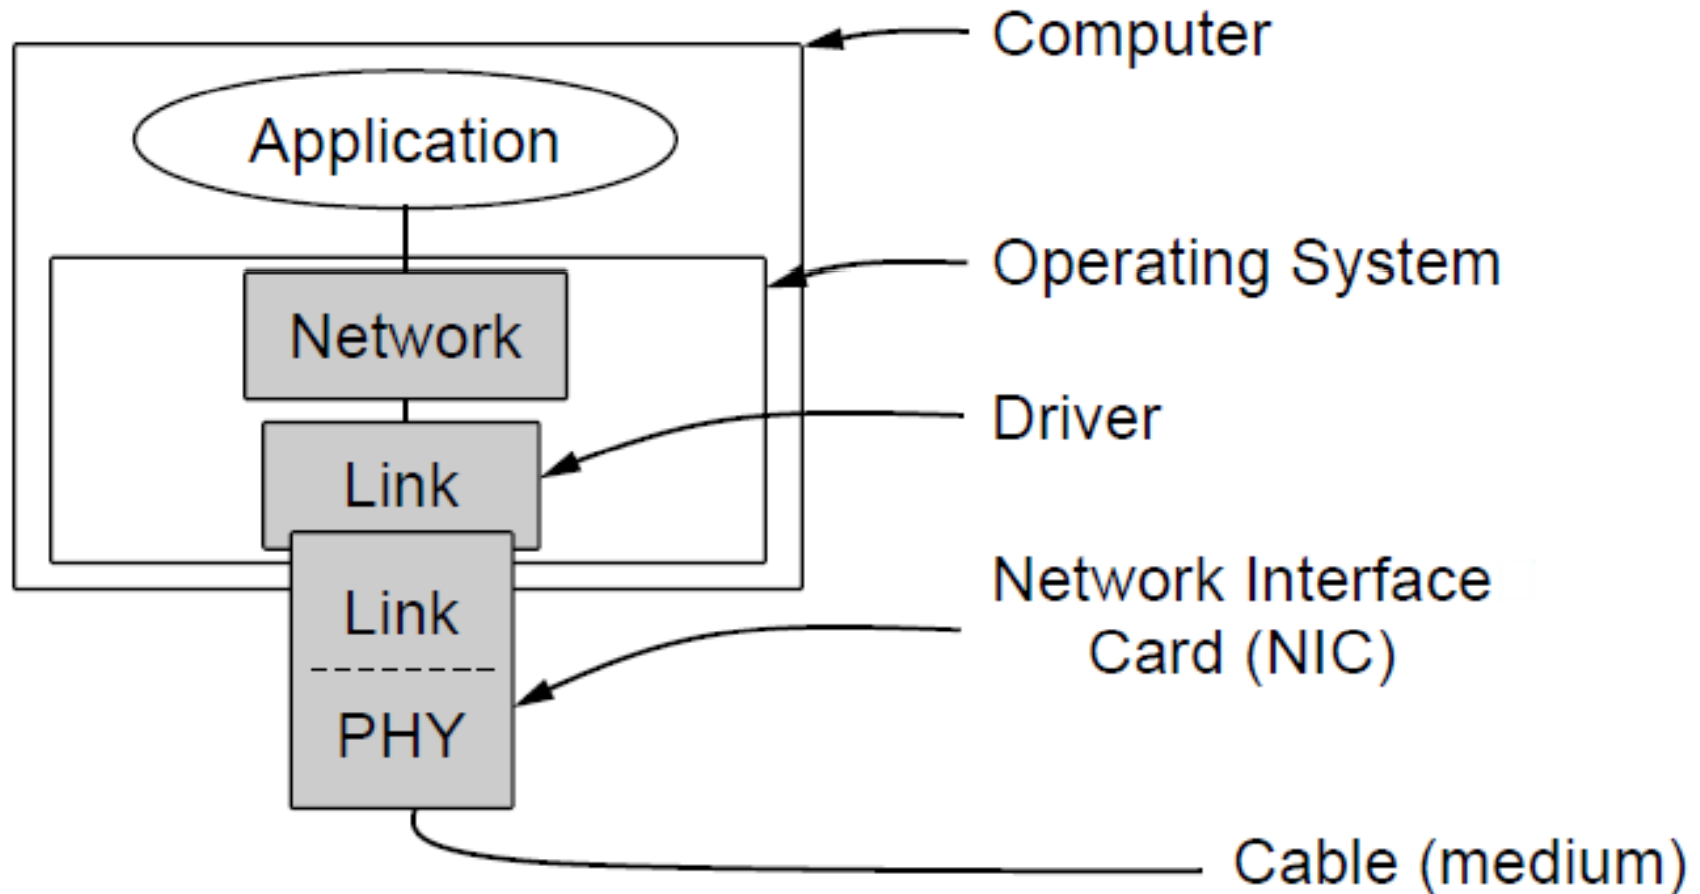 Computer
Application
Operating System
Network
Driver
Link
Network Interface
Card (NIC)
Link
PHY
Cable (medium)